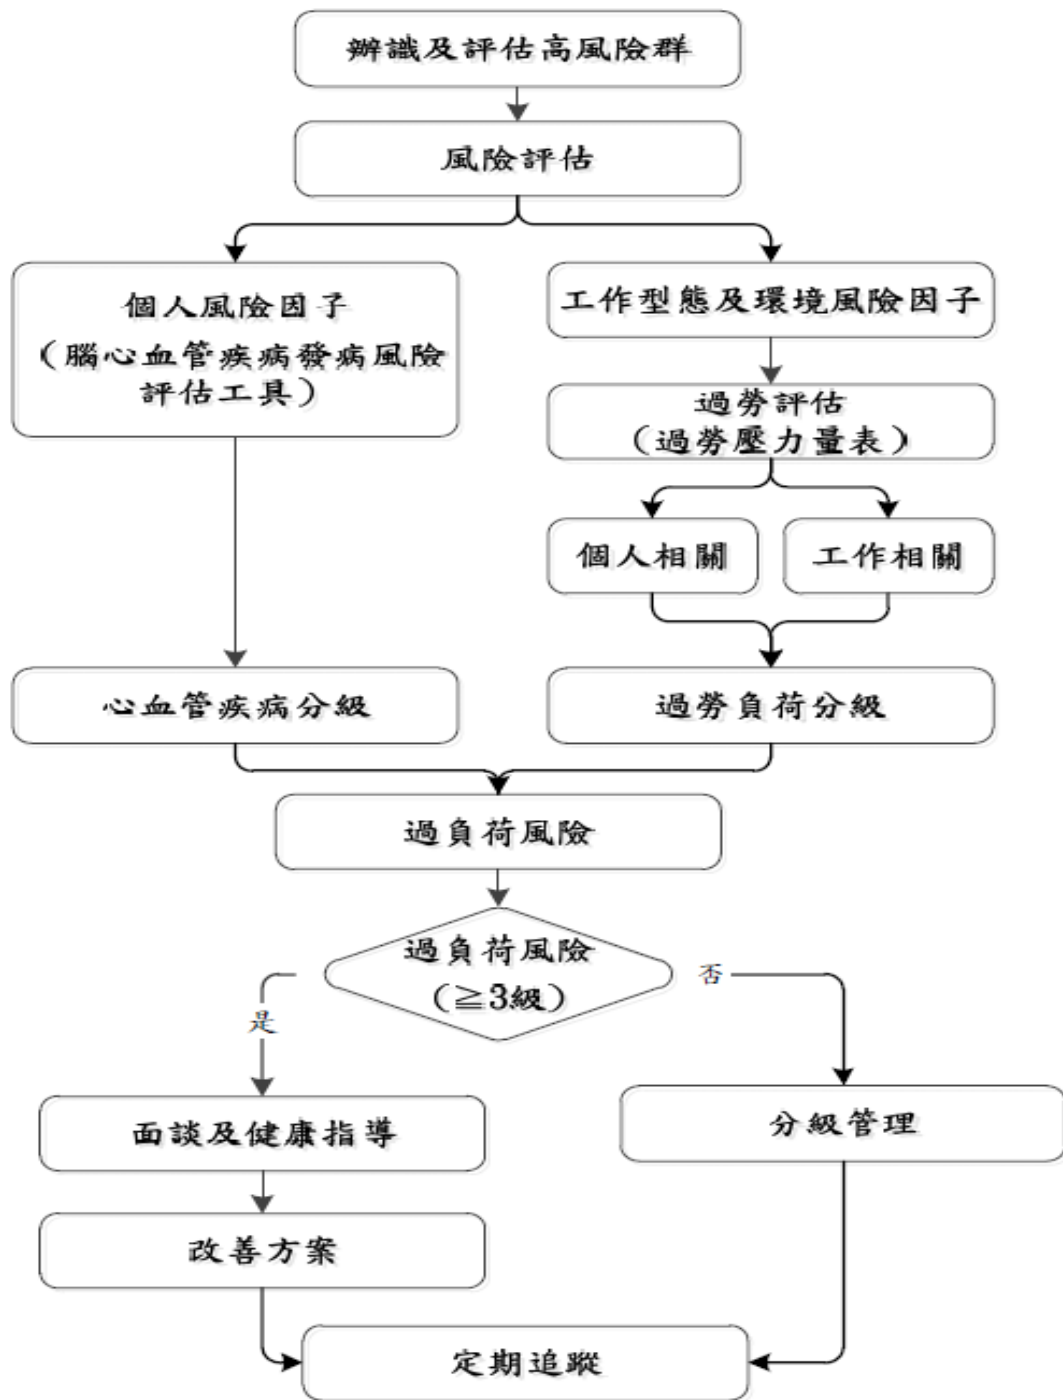 辦識及評估高風險群
風險評估
個人風險因子
（腦心血管疾病發病風險
評估工具）
工作型態及環境風險因子
過勞評估
（過勞壓力量表）
個人相關
工作相關
心血管疾病分級
過勞負荷分級
過負荷風險
過負荷風險
（≧3級）
是
否
面談及健康指導
分級管理
改善方案
定期追蹤